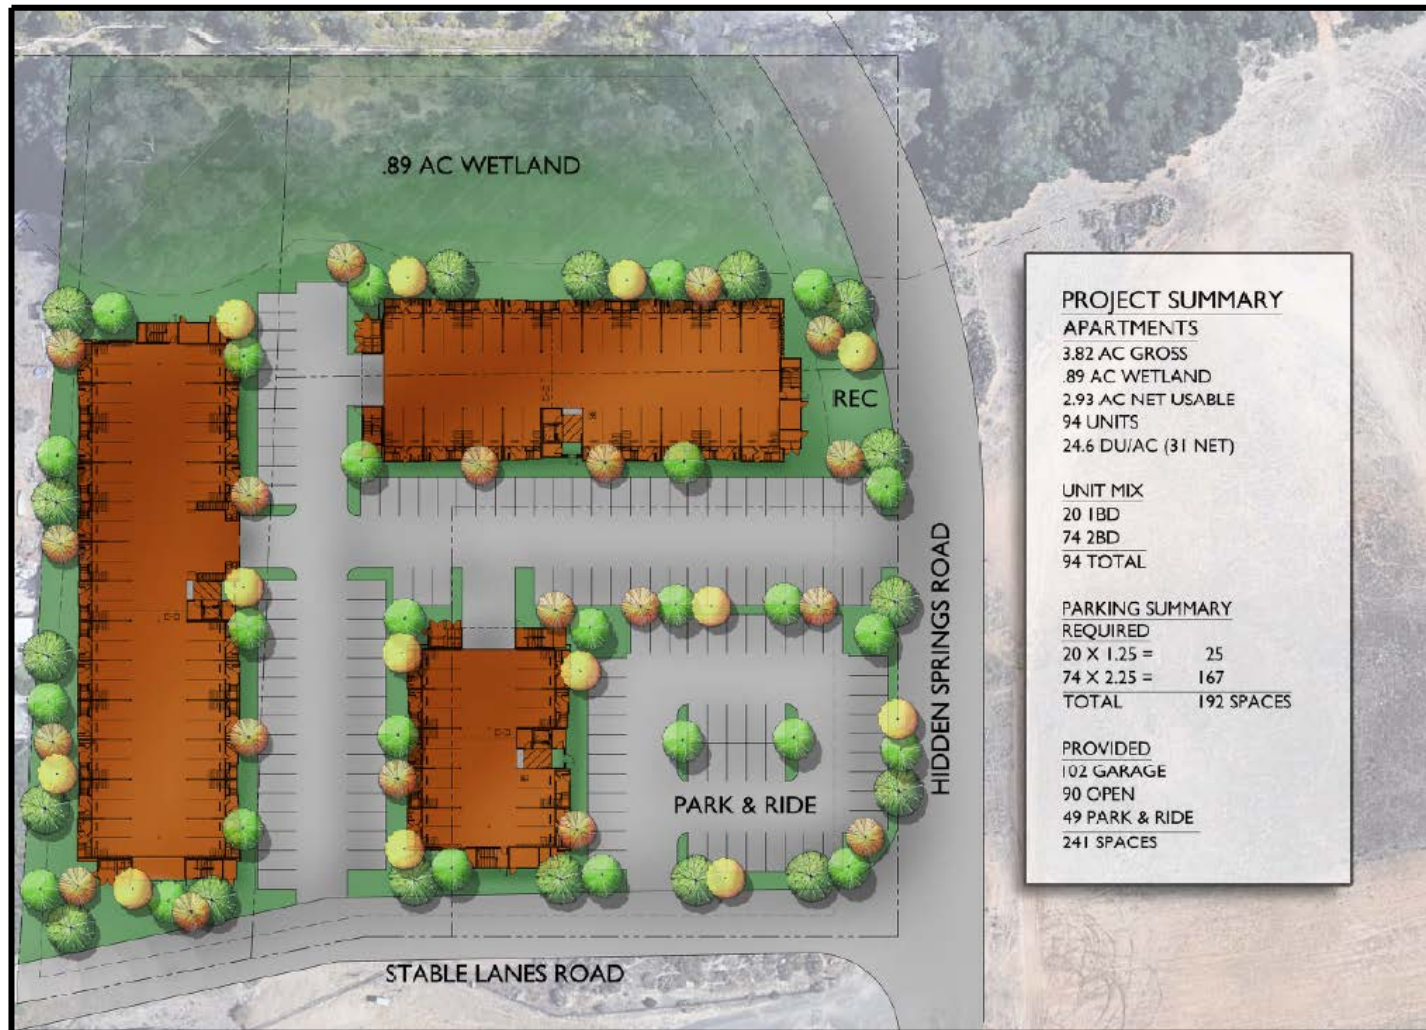 .89 AC WETLAND
REC
HIDDEN SPRINGS ROAD
PARK & RIDE
STABLE LANES ROAD
PROJECT SUMMARY
APARTMENTS
3.82 AC GROSS
.89 AC WETLAND
2.93 AC NET USABLE
94 UNITS
24.6 DU/AC (31 NET)
UNIT MIX
20 1BD
74 2BD
94 TOTAL
PARKING SUMMARY
REQUIRED
20 X 1.25 = 25
74 X 2.25 = 167
TOTAL 192 SPACES
PROVIDED
102 GARAGE
90 OPEN
49 PARK & RIDE
241 SPACES